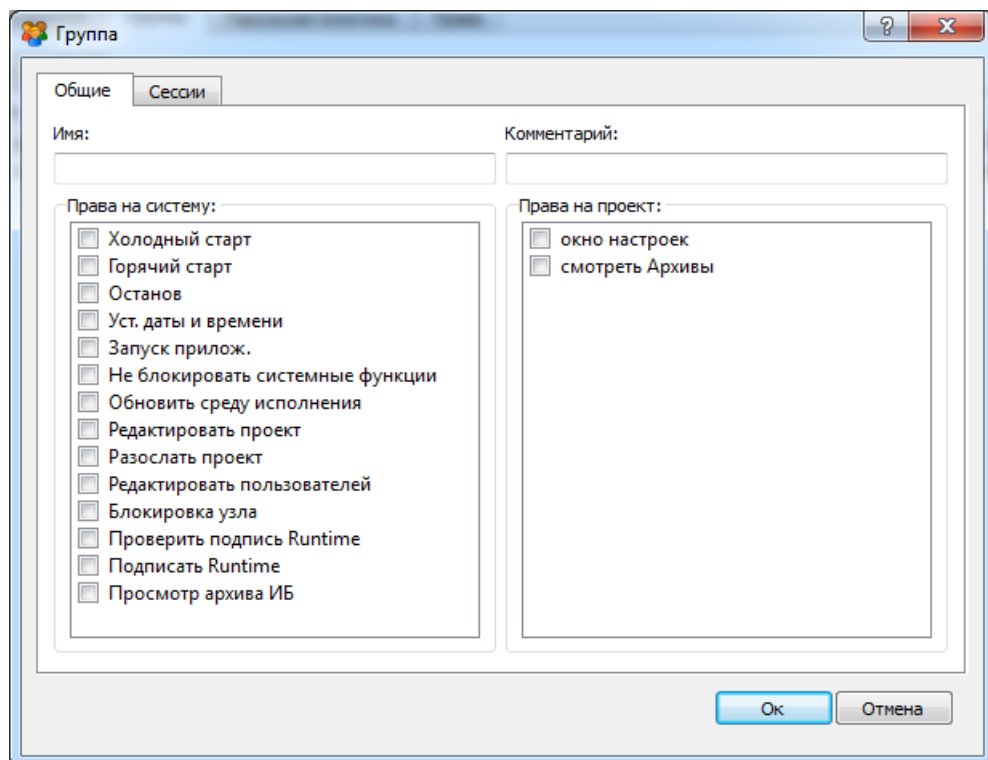 Группа
Общие
Сессии
Имя:
Комментарий:
Права на систему:
Холодный старт
Горячий старт
Останов
Уст. даты и времени
Запуск прилож.
Не блокировать системные функции
Обновить среду исполнения
Редактировать проект
Разослать проект
Редактировать пользователей
Блокировка узла
Проверить подпись Runtime
Подписать Runtime
Просмотр архива ИБ
Права на проект:
окно настроек
смотреть Архивы
Ок
Отмена